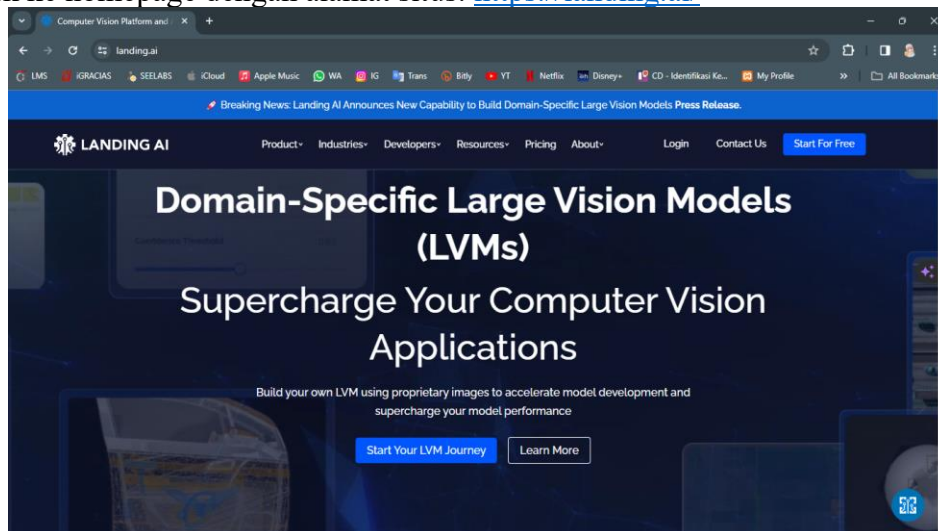 ke homepage dengan alamat situs: https://landing.ai/
Computer Vision Platform and
landing.ai
LMS iGRACIAS SEELABS iCloud Apple Music WA IG Trans Bitly YT Netflix Disney+ CD - Identifikasi Ke... My Profile » All Bookmarks
Breaking News: Landing AI Announces New Capability to Build Domain-Specific Large Vision Models Press Release.
LANDING AI Product Industries Developers Resources Pricing About Login Contact Us Start For Free
Domain-Specific Large Vision Models
(LVMs)
Supercharge Your Computer Vision
Applications
Build your own LVM using proprietary images to accelerate model development and
supercharge your model performance
Start Your LVM Journey Learn More